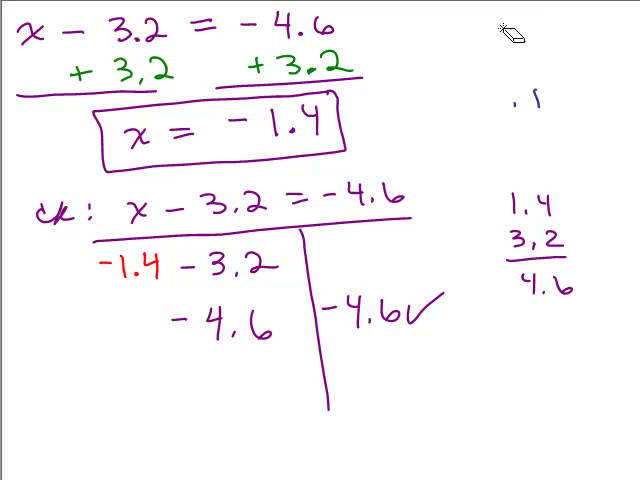 x - 3.2 = - 4.6
+ 3.2 + 3.2
x = - 1.4
ck: x - 3.2 = -4.6
-1.4 - 3.2
- 4.6 -4.6 ✓
. 1
1.4
3.2
4.6